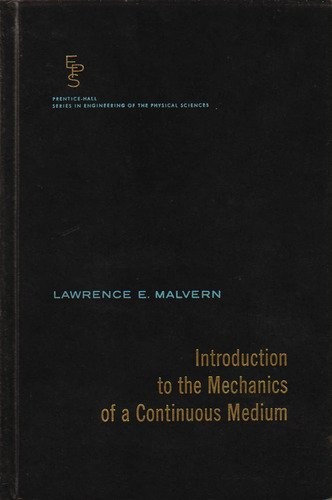 EPS
PRENTICE-HALL
SERIES IN ENGINEERING OF THE PHYSICAL SCIENCES
LAWRENCE E. MALVERN
Introduction
to the Mechanics
of a Continuous Medium